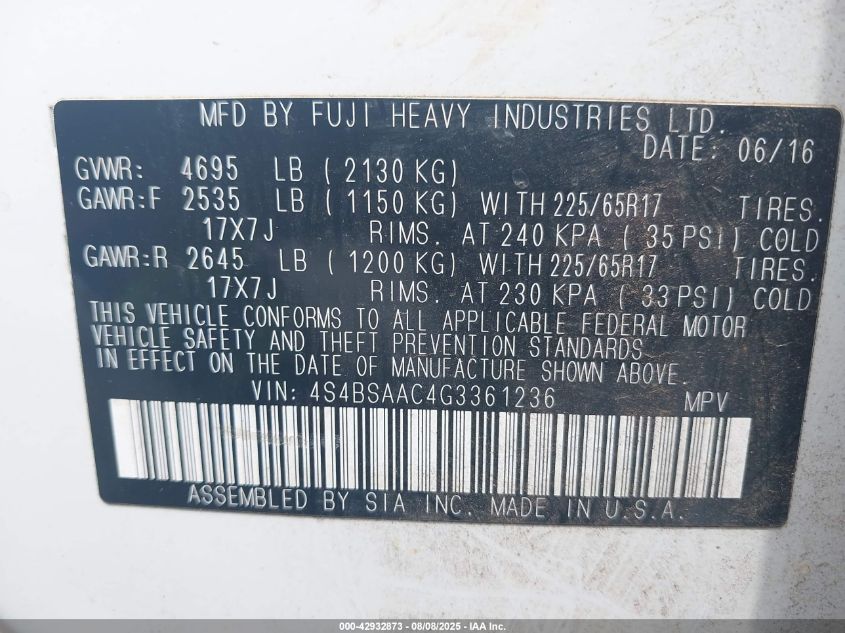 MFD BY FUJI HEAVY INDUSTRIES LTD.
DATE: 06/16
GVWR: 4695 LB ( 2130 KG)
GAWR:F 2535 LB ( 1150 KG) WITH 225/65R17 TIRES.
17X7J RIMS. AT 240 KPA ( 35 PSI) COLD
GAWR:R 2645 LB ( 1200 KG) WITH 225/65R17 TIRES.
17X7J RIMS. AT 230 KPA ( 33 PSI) COLD
THIS VEHICLE CONFORMS TO ALL APPLICABLE FEDERAL MOTOR
VEHICLE SAFETY AND THEFT PREVENTION STANDARDS
IN EFFECT ON THE DATE OF MANUFACTURE SHOWN ABOVE.
VIN: 4S4BSAAC4G3361236 MPV
ASSEMBLED BY SIA INC. MADE IN U.S.A.
000-42932873 - 08/08/2025 - IAA Inc.